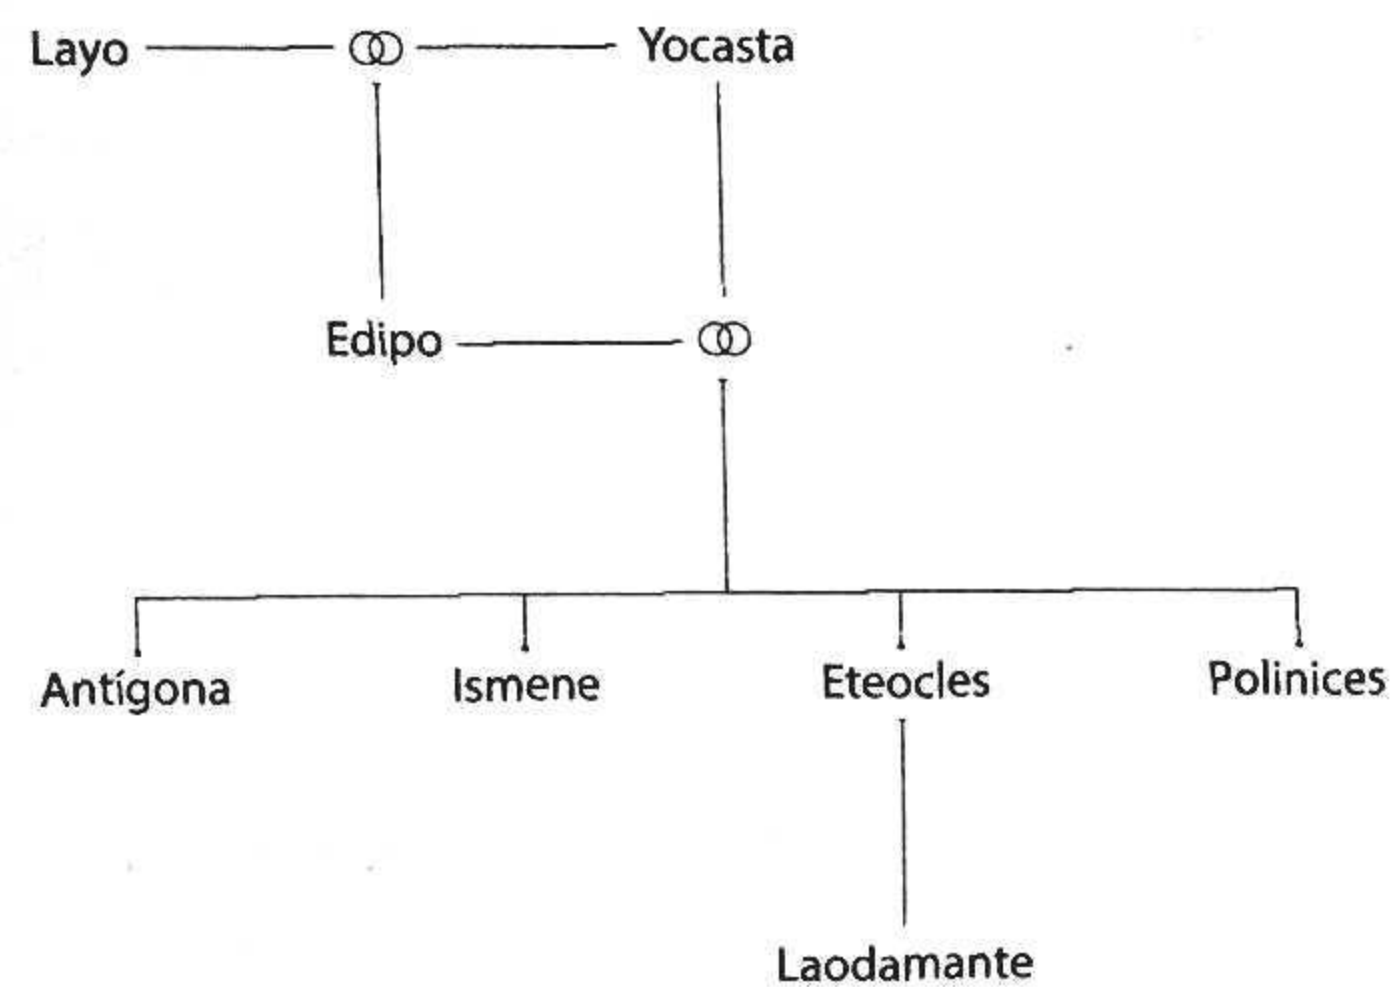 Layo
Yocasta
Edipo
Antígona
Ismene
Eteocles
Polinices
Laodamante